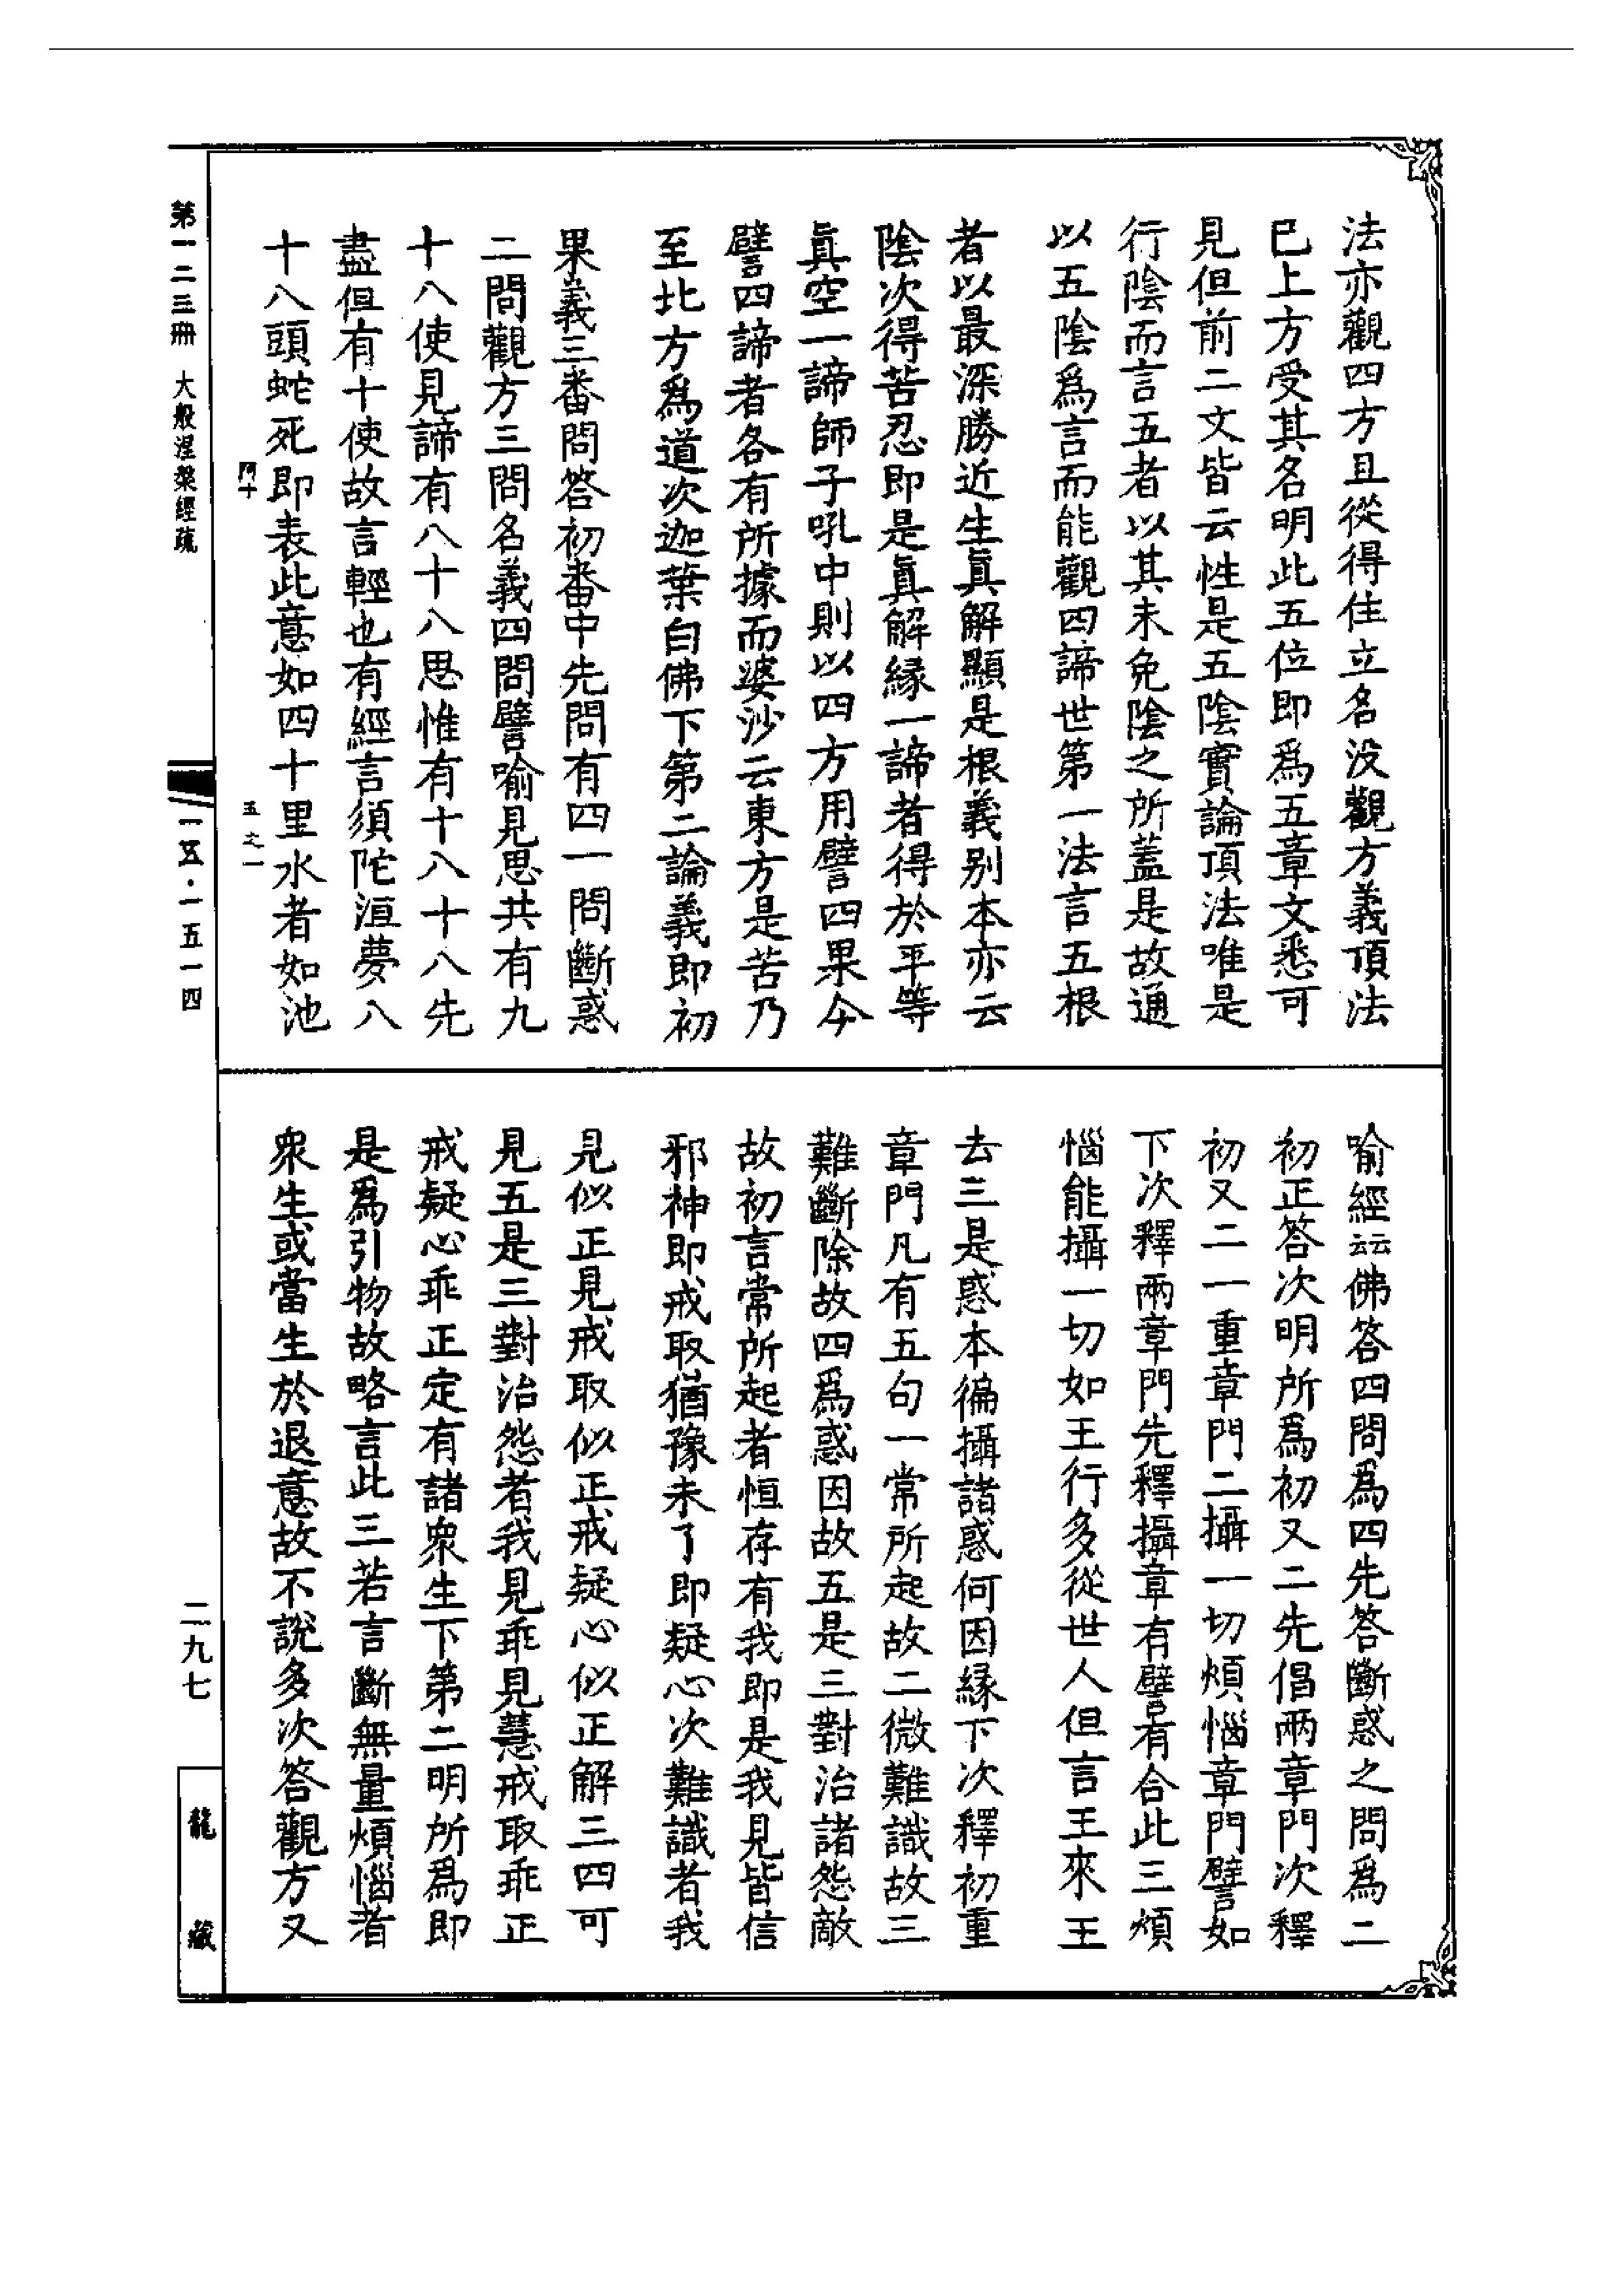 法亦觀四方且從得住立名没觀方義頂法
已上方受其名明此五位即爲五章文悉可
見但前二文皆云性是五陰實論頂法唯是
行陰而言五者以其未免陰之所蓋是故通
以五陰爲言而能觀四諦世第一法言五根
者以最深勝近生眞解顯是根義别本亦云
陰次得苦忍即是眞解緣一諦者得於平等
眞空一諦師子吼中則以四方用譬四果今
譬四諦者各有所據而婆沙云東方是苦乃
至北方爲道次迦葉白佛下第二論義即初
果義三番問答初番中先問有四一問斷惑
二問觀方三問名義四問譬喻見思共有九
十八使見諦有八十八思惟有十八十八先
盡但有十使故言輕也有經言須陀洹夢八
十八頭蛇死即表此意如四十里水者如池
喻經云云佛答四問爲四先答斷惑之問爲二
初正答次明所爲初又二先倡兩章門次釋
初又二一重章門二攝一切煩惱章門譬如
下次釋兩章門先釋攝章有譬有合此三煩
惱能攝一切如王行多從世人但言王來王
去三是惑本徧攝諸惑何因緣下次釋初重
章門凡有五句一常所起故二微難識故三
難斷除故四爲惑因故五是三對治諸怨敵
故初言常所起者恒存有我即是我見皆信
邪神即戒取猶豫未了即疑心次難識者我
見似正見戒取似正戒疑心似正解三四可
見五是三對治怨者我見乖見慧戒取乖正
戒疑心乖正定有諸衆生下第二明所爲即
是爲引物故略言此三若言斷無量煩惱者
衆生或當生於退意故不說多次答觀方又
五之一
第一二三冊 大般涅槃經疏
一五·一五一四
二九七
龍藏